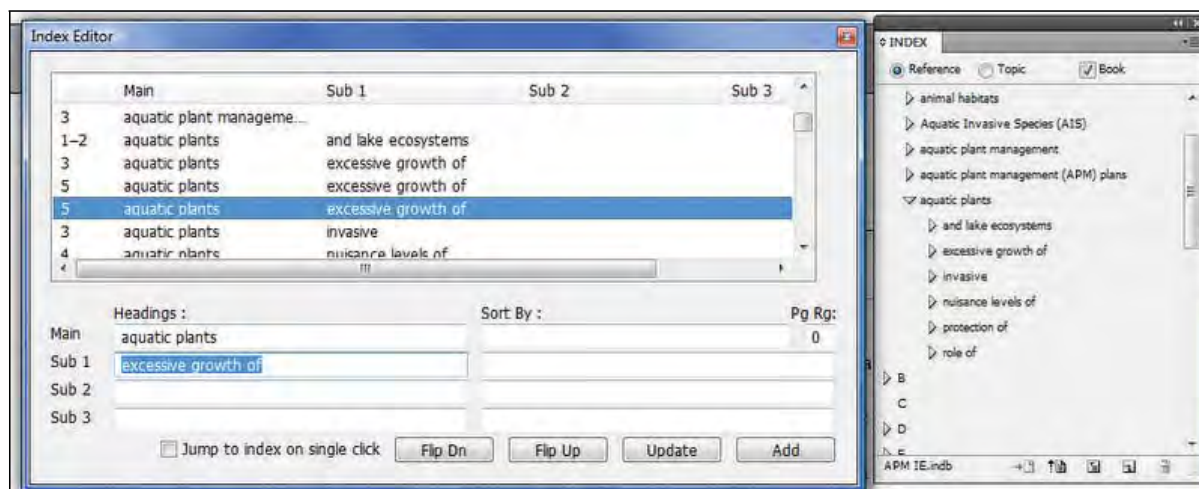 Index Editor
Main Sub 1 Sub 2 Sub 3
3 aquatic plant manageme...
1–2 aquatic plants and lake ecosystems
3 aquatic plants excessive growth of
5 aquatic plants excessive growth of
5 aquatic plants excessive growth of
3 aquatic plants invasive
4 aquatic plants nuisance levels of
Headings : Sort By : Pg Rg:
Main aquatic plants 0
Sub 1 excessive growth of
Sub 2
Sub 3
Jump to index on single click Flip Dn Flip Up Update Add
INDEX
Reference Topic Book
animal habitats
Aquatic Invasive Species (AIS)
aquatic plant management
aquatic plant management (APM) plans
aquatic plants
and lake ecosystems
excessive growth of
invasive
nuisance levels of
protection of
role of
B
C
D
E
APM IE.indb